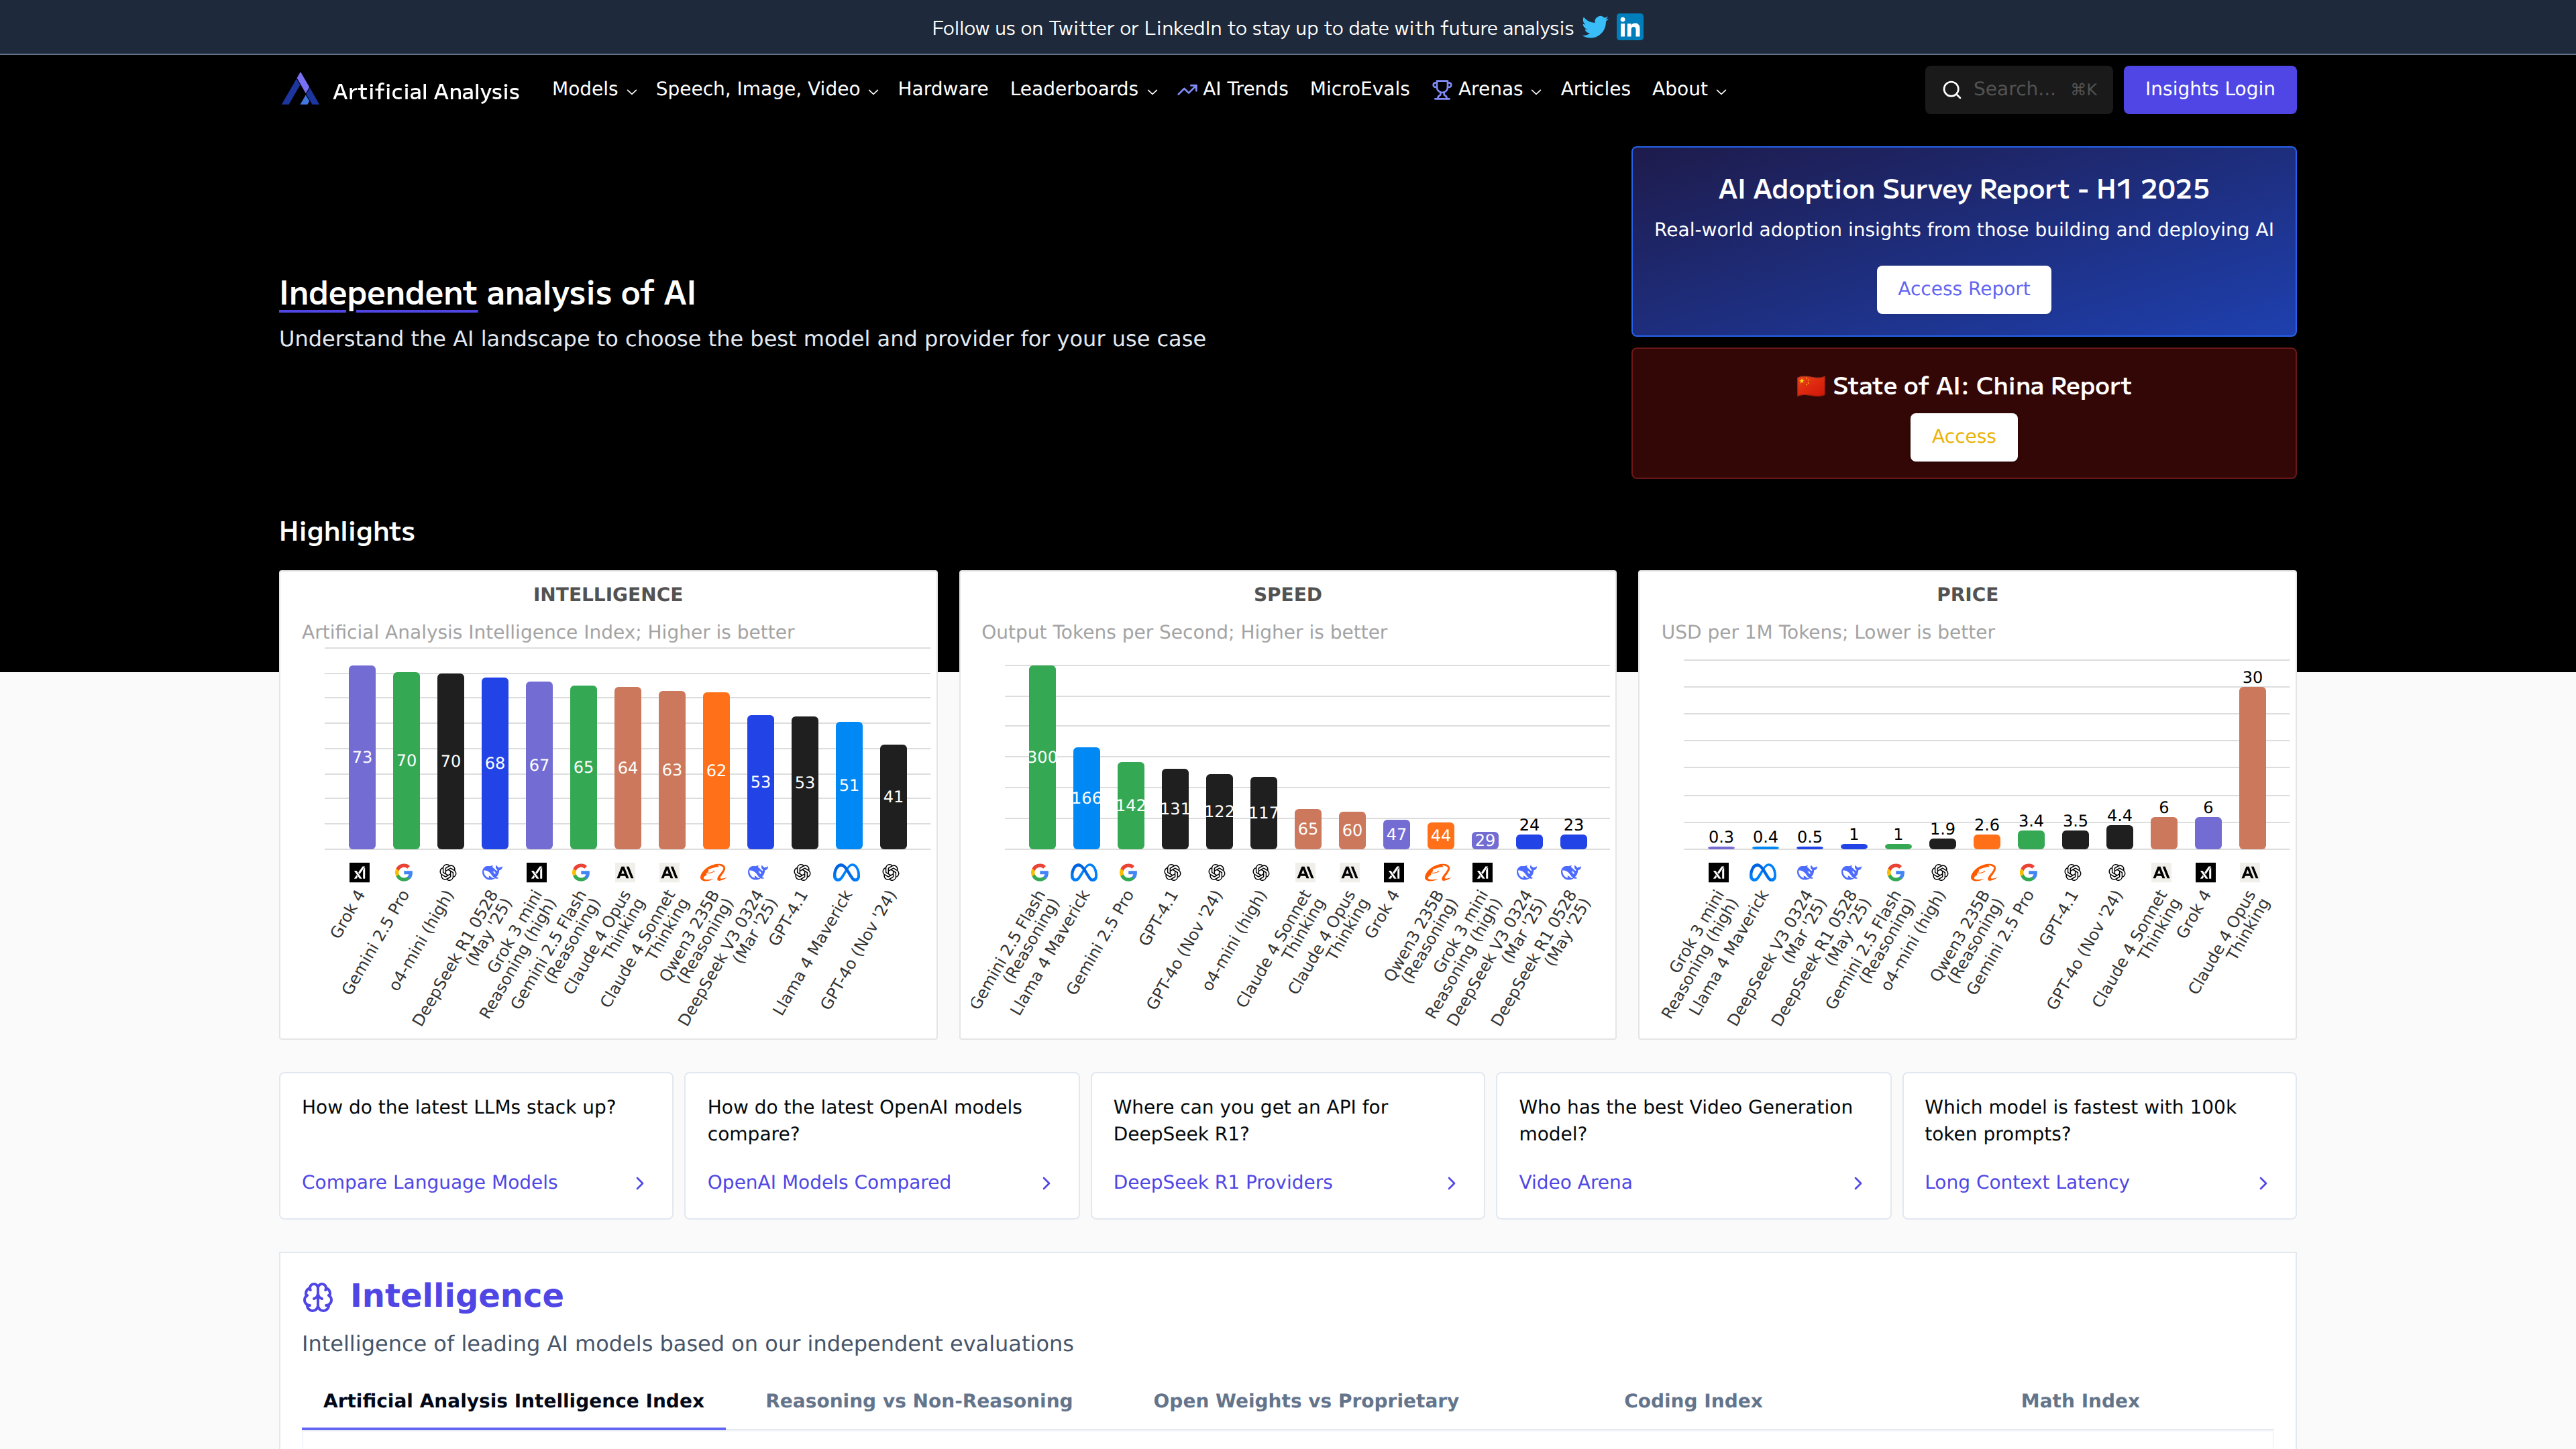 Follow us on Twitter or LinkedIn to stay up to date with future analysis
Artificial Analysis
Models
Speech, Image, Video
Hardware
Leaderboards
AI Trends
MicroEvals
Arenas
Articles
About
Search... ⌘K
Insights Login
Independent analysis of AI
Understand the AI landscape to choose the best model and provider for your use case
AI Adoption Survey Report - H1 2025
Real-world adoption insights from those building and deploying AI
Access Report
🇨🇳 State of AI: China Report
Access
Highlights
INTELLIGENCE
Artificial Analysis Intelligence Index; Higher is better
73 70 70 68 67 65 64 63 62 53 53 51 41
Grok 4
Gemini 2.5 Pro
o4-mini (high)
DeepSeek R1 0528
(May '25)
Grok 3 mini
Reasoning (high)
Gemini 2.5 Flash
(Reasoning)
Claude 4 Opus
Thinking
Claude 4 Sonnet
Thinking
Qwen3 235B
(Reasoning)
DeepSeek V3 0324
(Mar '25)
GPT-4.1
Llama 4 Maverick
GPT-4o (Nov '24)
SPEED
Output Tokens per Second; Higher is better
300 166 142 131 122 117 65 60 47 44 29 24 23
Gemini 2.5 Flash
(Reasoning)
Llama 4 Maverick
Gemini 2.5 Pro
GPT-4.1
GPT-4o (Nov '24)
o4-mini (high)
Claude 4 Sonnet
Thinking
Claude 4 Opus
Thinking
Grok 4
Qwen3 235B
(Reasoning)
Grok 3 mini
Reasoning (high)
DeepSeek V3 0324
(Mar '25)
DeepSeek R1 0528
(May '25)
PRICE
USD per 1M Tokens; Lower is better
0.3 0.4 0.5 1 1 1.9 2.6 3.4 3.5 4.4 6 6 30
Grok 3 mini
Reasoning (high)
Llama 4 Maverick
DeepSeek V3 0324
(Mar '25)
DeepSeek R1 0528
(May '25)
Gemini 2.5 Flash
(Reasoning)
o4-mini (high)
Qwen3 235B
(Reasoning)
Gemini 2.5 Pro
GPT-4.1
GPT-4o (Nov '24)
Claude 4 Sonnet
Thinking
Grok 4
Claude 4 Opus
Thinking
How do the latest LLMs stack up?
Compare Language Models
How do the latest OpenAI models
compare?
OpenAI Models Compared
Where can you get an API for
DeepSeek R1?
DeepSeek R1 Providers
Who has the best Video Generation
model?
Video Arena
Which model is fastest with 100k
token prompts?
Long Context Latency
Intelligence
Intelligence of leading AI models based on our independent evaluations
Artificial Analysis Intelligence Index
Reasoning vs Non-Reasoning
Open Weights vs Proprietary
Coding Index
Math Index